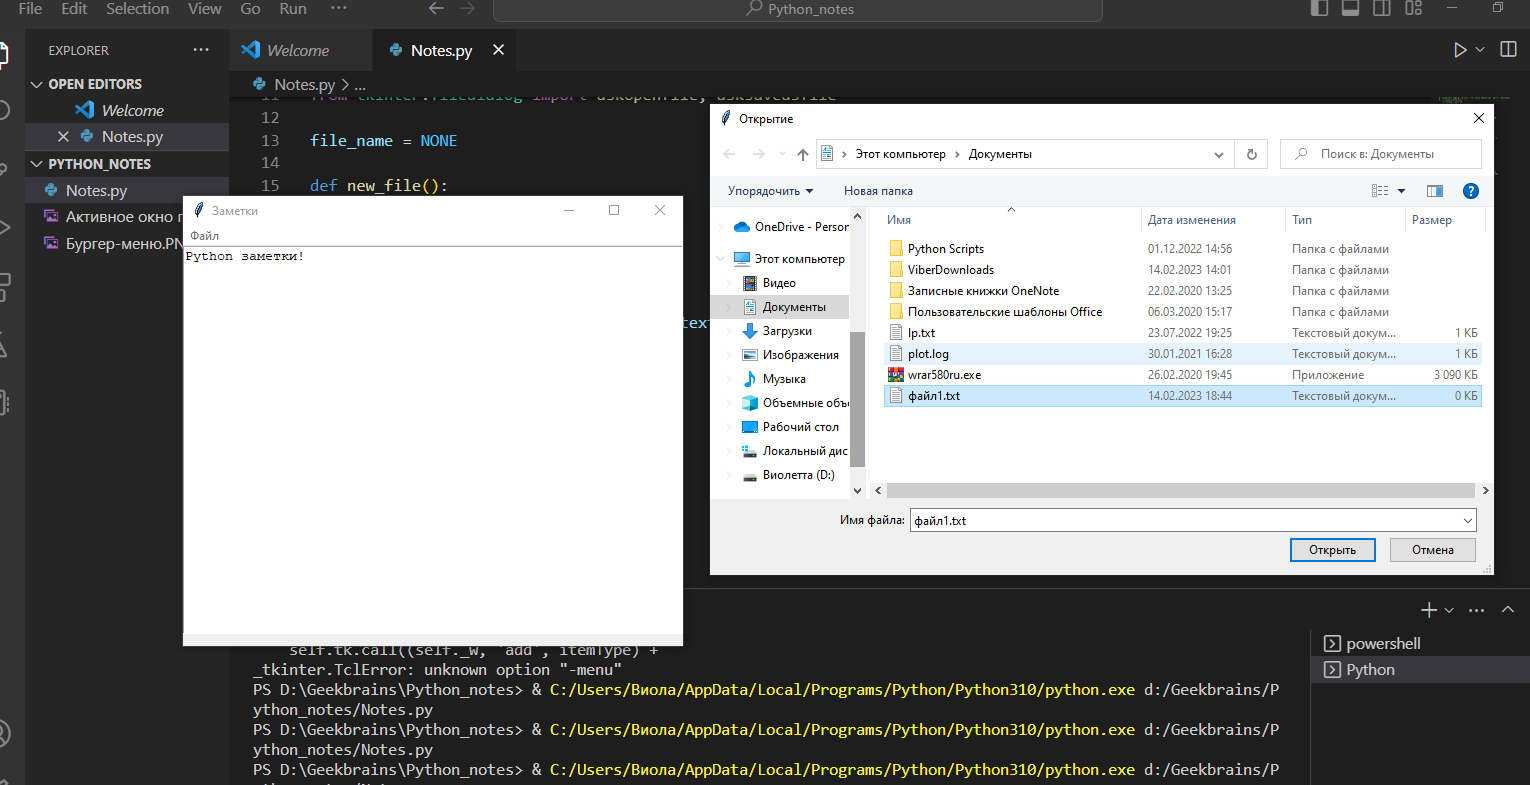 File Edit Selection View Go Run ···
Python_notes
EXPLORER ···
OPEN EDITORS
Welcome
Notes.py
PYTHON_NOTES
Notes.py
Активное окно
Бургер-меню.PN
Welcome
Notes.py
Notes.py > ...
11 from tkinter.filedialog import askopenfile, asksaveasfile
12
13 file_name = NONE
14
15 def new_file():
text
Заметки
Файл
Python заметки!
Открытие
Этот компьютер › Документы
Поиск в: Документы
Упорядочить Новая папка
OneDrive - Person
Этот компьютер
Видео
Документы
Загрузки
Изображения
Музыка
Объемные объ
Рабочий стол
Локальный дис
Виолетта (D:)
Имя Дата изменения Тип Размер
Python Scripts 01.12.2022 14:56 Папка с файлами
ViberDownloads 14.02.2023 14:01 Папка с файлами
Записные книжки OneNote 22.02.2020 13:25 Папка с файлами
Пользовательские шаблоны Office 06.03.2020 15:17 Папка с файлами
lp.txt 23.07.2022 19:25 Текстовый докум... 1 КБ
plot.log 30.01.2021 16:28 Текстовый докум... 1 КБ
wrar580ru.exe 26.02.2020 19:45 Приложение 3 090 КБ
файл1.txt 14.02.2023 18:44 Текстовый докум... 0 КБ
Имя файла: файл1.txt
Открыть Отмена
self.tk.call((self._w, 'add', itemType) +
_tkinter.TclError: unknown option "-menu"
PS D:\Geekbrains\Python_notes> & C:/Users/Виола/AppData/Local/Programs/Python/Python310/python.exe d:/Geekbrains/P
ython_notes/Notes.py
PS D:\Geekbrains\Python_notes> & C:/Users/Виола/AppData/Local/Programs/Python/Python310/python.exe d:/Geekbrains/P
ython_notes/Notes.py
PS D:\Geekbrains\Python_notes> & C:/Users/Виола/AppData/Local/Programs/Python/Python310/python.exe d:/Geekbrains/P
powershell
Python